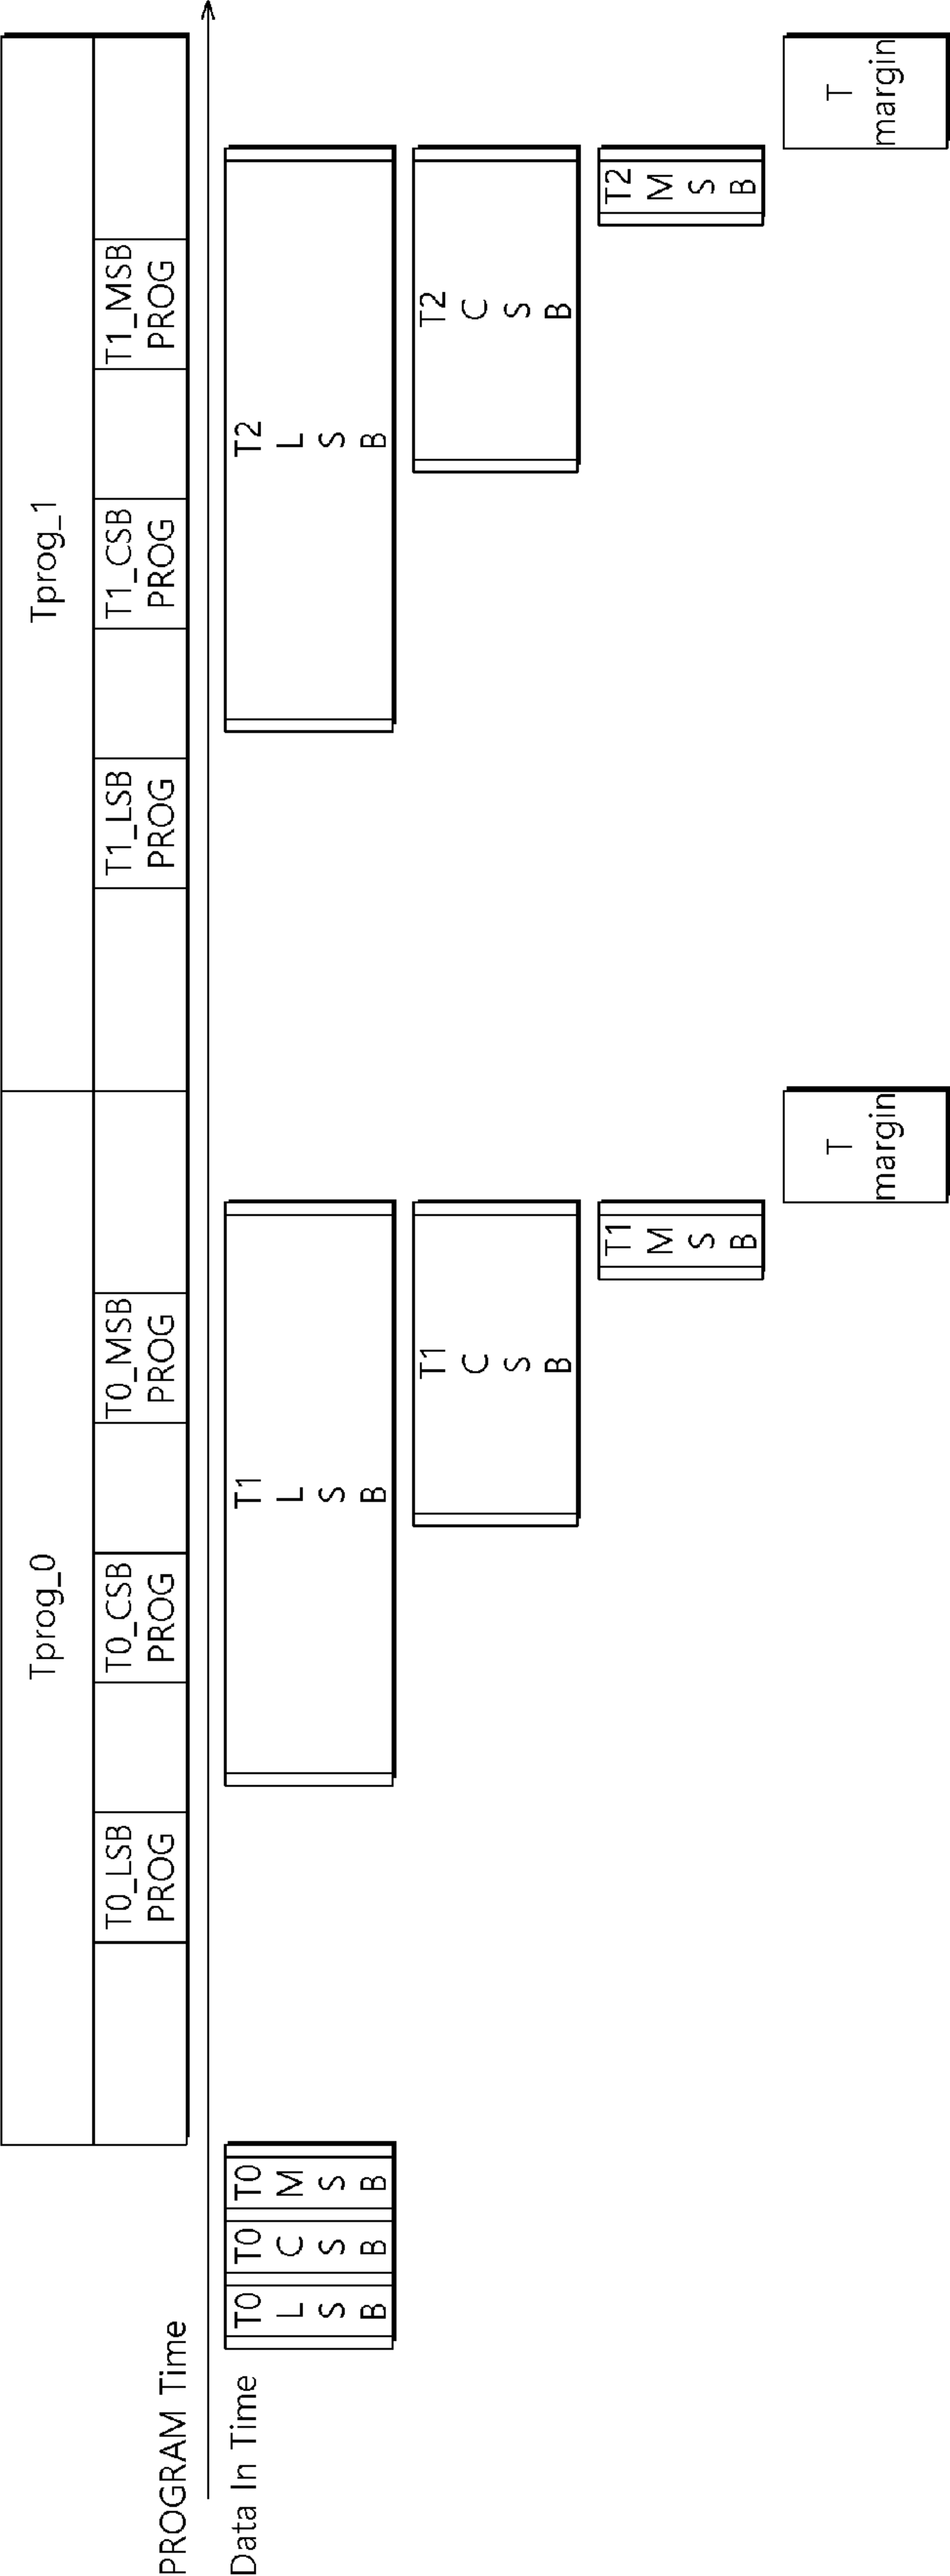 Tprog_0
Tprog_1
T0_LSB
PROG
T0_CSB
PROG
T0_MSB
PROG
T1_LSB
PROG
T1_CSB
PROG
T1_MSB
PROG
PROGRAM Time
Data In Time
T0
L
S
B
T0
C
S
B
T0
M
S
B
T1
L
S
B
T2
L
S
B
T1
C
S
B
T2
C
S
B
T1
M
S
B
T2
M
S
B
T
margin
T
margin